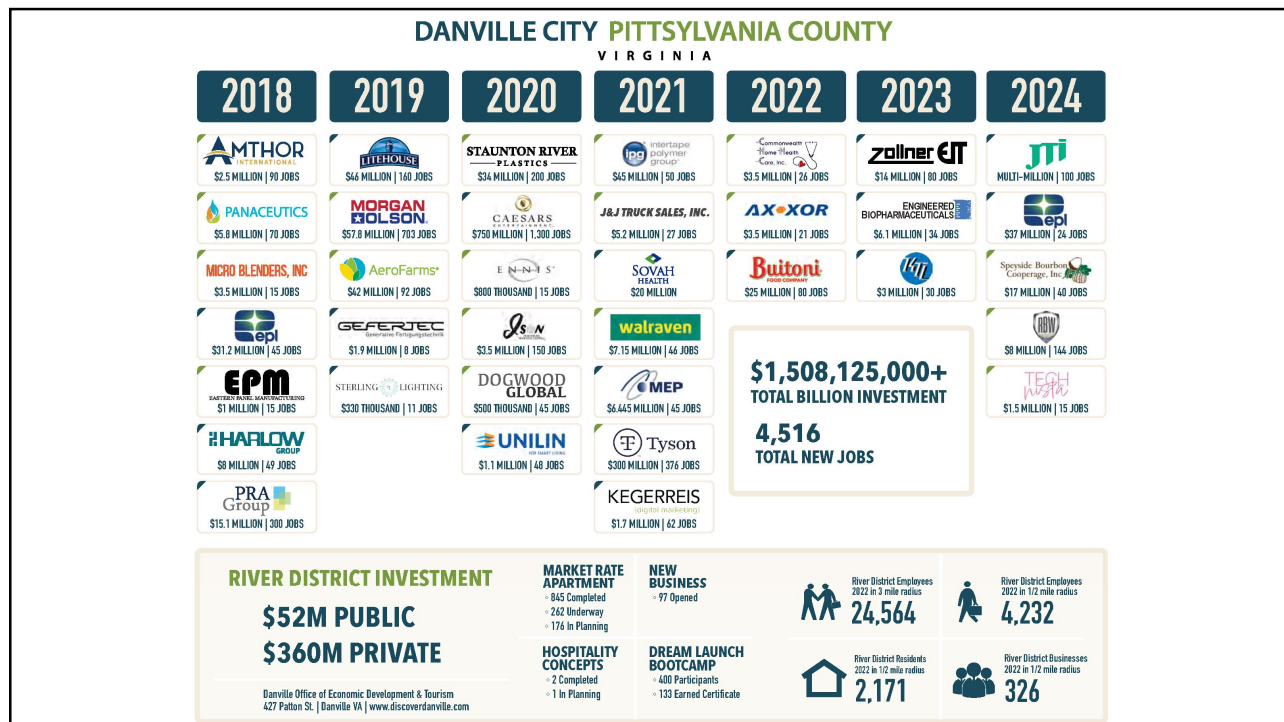 DANVILLE CITY PITTSYLVANIA COUNTY
VIRGINIA
2018
AMTHOR
INTERNATIONAL
$2.5 MILLION | 90 JOBS
PANACEUTICS
$5.8 MILLION | 70 JOBS
MICRO BLENDERS, INC
$3.5 MILLION | 15 JOBS
epl
$31.2 MILLION | 45 JOBS
EPM
EASTERN PANEL MANUFACTURING
$1 MILLION | 15 JOBS
HARLOW
GROUP
$8 MILLION | 49 JOBS
PRA
Group
$15.1 MILLION | 300 JOBS
2019
LITEHOUSE
$46 MILLION | 160 JOBS
MORGAN
OLSON.
$57.8 MILLION | 703 JOBS
AeroFarms
$42 MILLION | 92 JOBS
GEFERTEC
Generative Fertigungstechnik
$1.9 MILLION | 8 JOBS
STERLING LIGHTING
$330 THOUSAND | 11 JOBS
2020
STAUNTON RIVER
PLASTICS
$34 MILLION | 200 JOBS
CAESARS
ENTERTAINMENT
$750 MILLION | 1,300 JOBS
ENNIS
$800 THOUSAND | 15 JOBS
$3.5 MILLION | 150 JOBS
DOGWOOD
GLOBAL
$500 THOUSAND | 45 JOBS
UNILIN
FOR SMART LIVING
$1.1 MILLION | 48 JOBS
2021
ipg intertape
polymer
group
$45 MILLION | 50 JOBS
J&J TRUCK SALES, INC.
$5.2 MILLION | 27 JOBS
SOVAH
HEALTH
$20 MILLION
walraven
$7.15 MILLION | 46 JOBS
MEP
$6.445 MILLION | 45 JOBS
T Tyson
$300 MILLION | 376 JOBS
KEGERREIS
(digital marketing)
$1.7 MILLION | 62 JOBS
2022
Commonwealth
Home Health
Care, Inc.
$3.5 MILLION | 26 JOBS
AXXOR
$3.5 MILLION | 21 JOBS
Buitoni
FOOD COMPANY
$25 MILLION | 80 JOBS
2023
zollner EIT
$14 MILLION | 80 JOBS
ENGINEERED
BIOPHARMACEUTICALS
$6.1 MILLION | 34 JOBS
$3 MILLION | 30 JOBS
2024
JTI
MULTI-MILLION | 100 JOBS
epl
$37 MILLION | 24 JOBS
Speyside Bourbon
Cooperage, Inc
$17 MILLION | 40 JOBS
RBW
$8 MILLION | 144 JOBS
TECH
nista
$1.5 MILLION | 15 JOBS
$1,508,125,000+
TOTAL BILLION INVESTMENT
4,516
TOTAL NEW JOBS
RIVER DISTRICT INVESTMENT
$52M PUBLIC
$360M PRIVATE
Danville Office of Economic Development & Tourism
427 Patton St. | Danville VA | www.discoverdanville.com
MARKET RATE
APARTMENT
◦ 845 Completed
◦ 262 Underway
◦ 176 In Planning
NEW
BUSINESS
◦ 97 Opened
HOSPITALITY
CONCEPTS
◦ 2 Completed
◦ 1 In Planning
DREAM LAUNCH
BOOTCAMP
◦ 400 Participants
◦ 133 Earned Certificate
River District Employees
2022 in 3 mile radius
24,564
River District Employees
2022 in 1/2 mile radius
4,232
River District Residents
2022 in 1/2 mile radius
2,171
River District Businesses
2022 in 1/2 mile radius
326